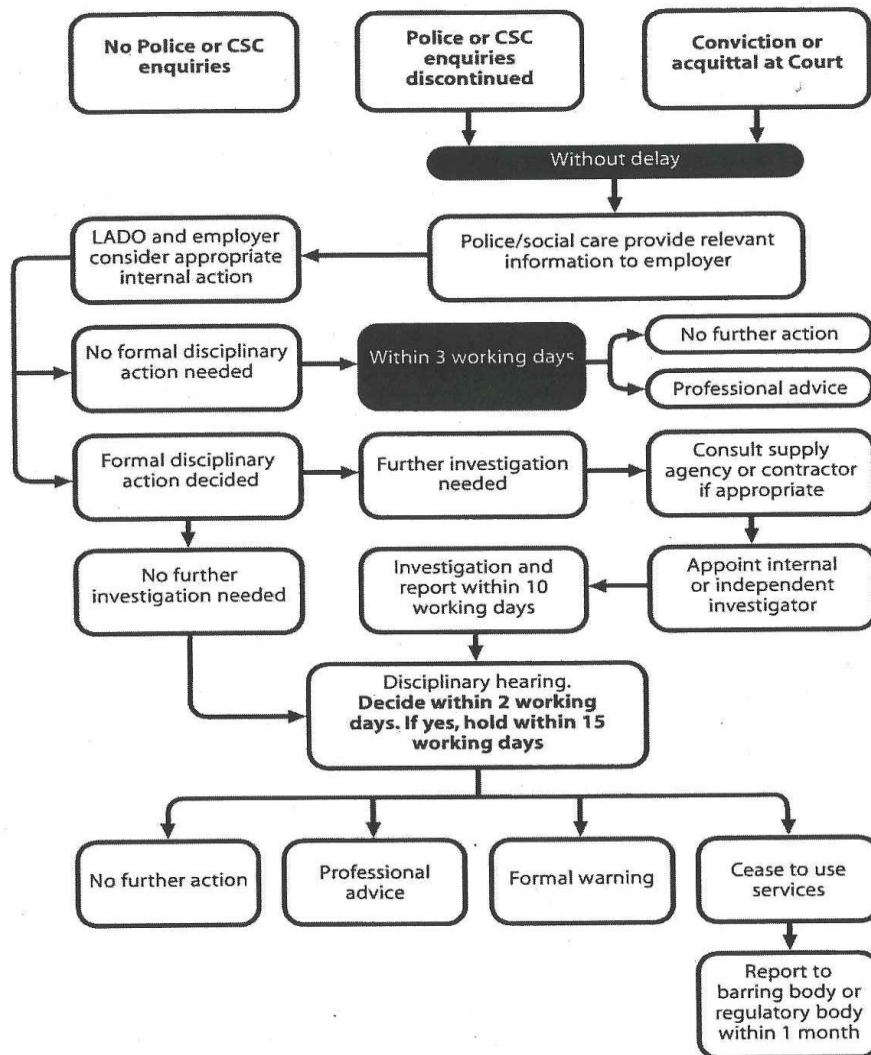 No Police or CSC
enquiries
Police or CSC
enquiries
discontinued
Conviction or
acquittal at Court
Without delay
LADO and employer
consider appropriate
internal action
Police/social care provide relevant
information to employer
No formal disciplinary
action needed
Within 3 working days
No further action
Professional advice
Formal disciplinary
action decided
Further investigation
needed
Consult supply
agency or contractor
if appropriate
No further
investigation needed
Investigation and
report within 10
working days
Appoint internal
or independent
investigator
Disciplinary hearing.
Decide within 2 working
days. If yes, hold within 15
working days
No further action
Professional
advice
Formal warning
Cease to use
services
Report to
barring body or
regulatory body
within 1 month